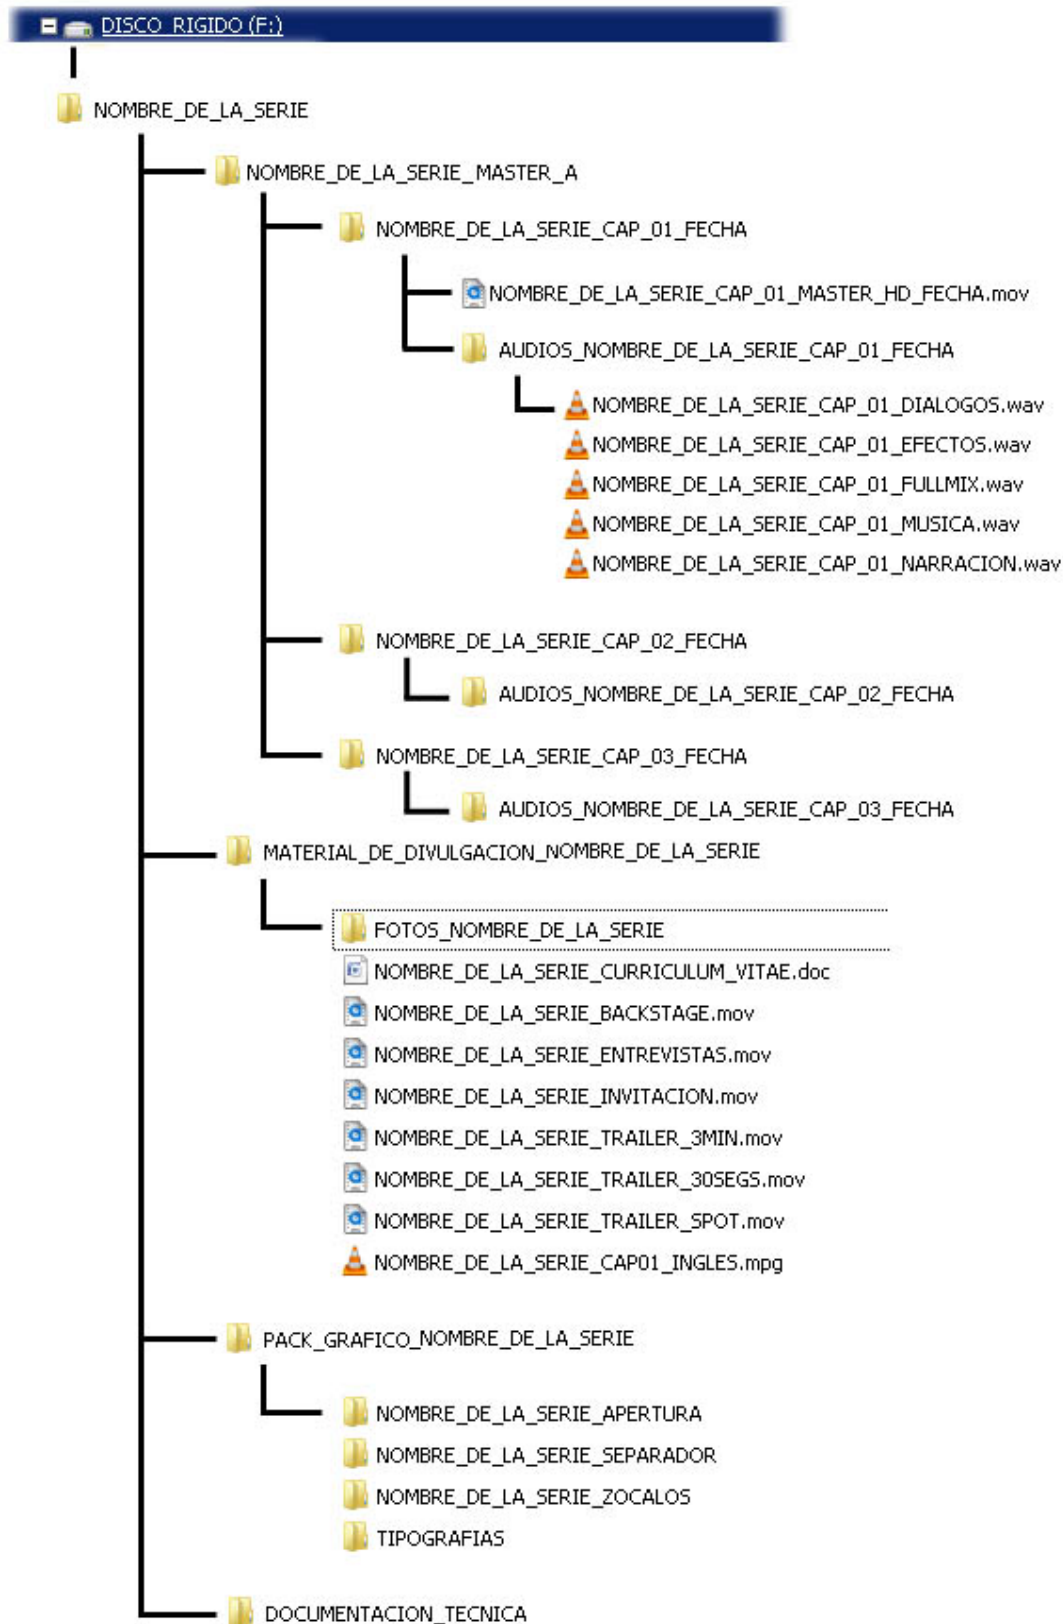 DISCO_RIGIDO (F:)
NOMBRE_DE_LA_SERIE
NOMBRE_DE_LA_SERIE_MASTER_A
NOMBRE_DE_LA_SERIE_CAP_01_FECHA
NOMBRE_DE_LA_SERIE_CAP_01_MASTER_HD_FECHA.mov
AUDIOS_NOMBRE_DE_LA_SERIE_CAP_01_FECHA
NOMBRE_DE_LA_SERIE_CAP_01_DIALOGOS.wav
NOMBRE_DE_LA_SERIE_CAP_01_EFECTOS.wav
NOMBRE_DE_LA_SERIE_CAP_01_FULLMIX.wav
NOMBRE_DE_LA_SERIE_CAP_01_MUSICA.wav
NOMBRE_DE_LA_SERIE_CAP_01_NARRACION.wav
NOMBRE_DE_LA_SERIE_CAP_02_FECHA
AUDIOS_NOMBRE_DE_LA_SERIE_CAP_02_FECHA
NOMBRE_DE_LA_SERIE_CAP_03_FECHA
AUDIOS_NOMBRE_DE_LA_SERIE_CAP_03_FECHA
MATERIAL_DE_DIVULGACION_NOMBRE_DE_LA_SERIE
FOTOS_NOMBRE_DE_LA_SERIE
NOMBRE_DE_LA_SERIE_CURRICULUM_VITAE.doc
NOMBRE_DE_LA_SERIE_BACKSTAGE.mov
NOMBRE_DE_LA_SERIE_ENTREVISTAS.mov
NOMBRE_DE_LA_SERIE_INVITACION.mov
NOMBRE_DE_LA_SERIE_TRAILER_3MIN.mov
NOMBRE_DE_LA_SERIE_TRAILER_30SEGS.mov
NOMBRE_DE_LA_SERIE_TRAILER_SPOT.mov
NOMBRE_DE_LA_SERIE_CAP01_INGLES.mpg
PACK_GRAFICO_NOMBRE_DE_LA_SERIE
NOMBRE_DE_LA_SERIE_APERTURA
NOMBRE_DE_LA_SERIE_SEPARADOR
NOMBRE_DE_LA_SERIE_ZOCALOS
TIPOGRAFIAS
DOCUMENTACION_TECNICA